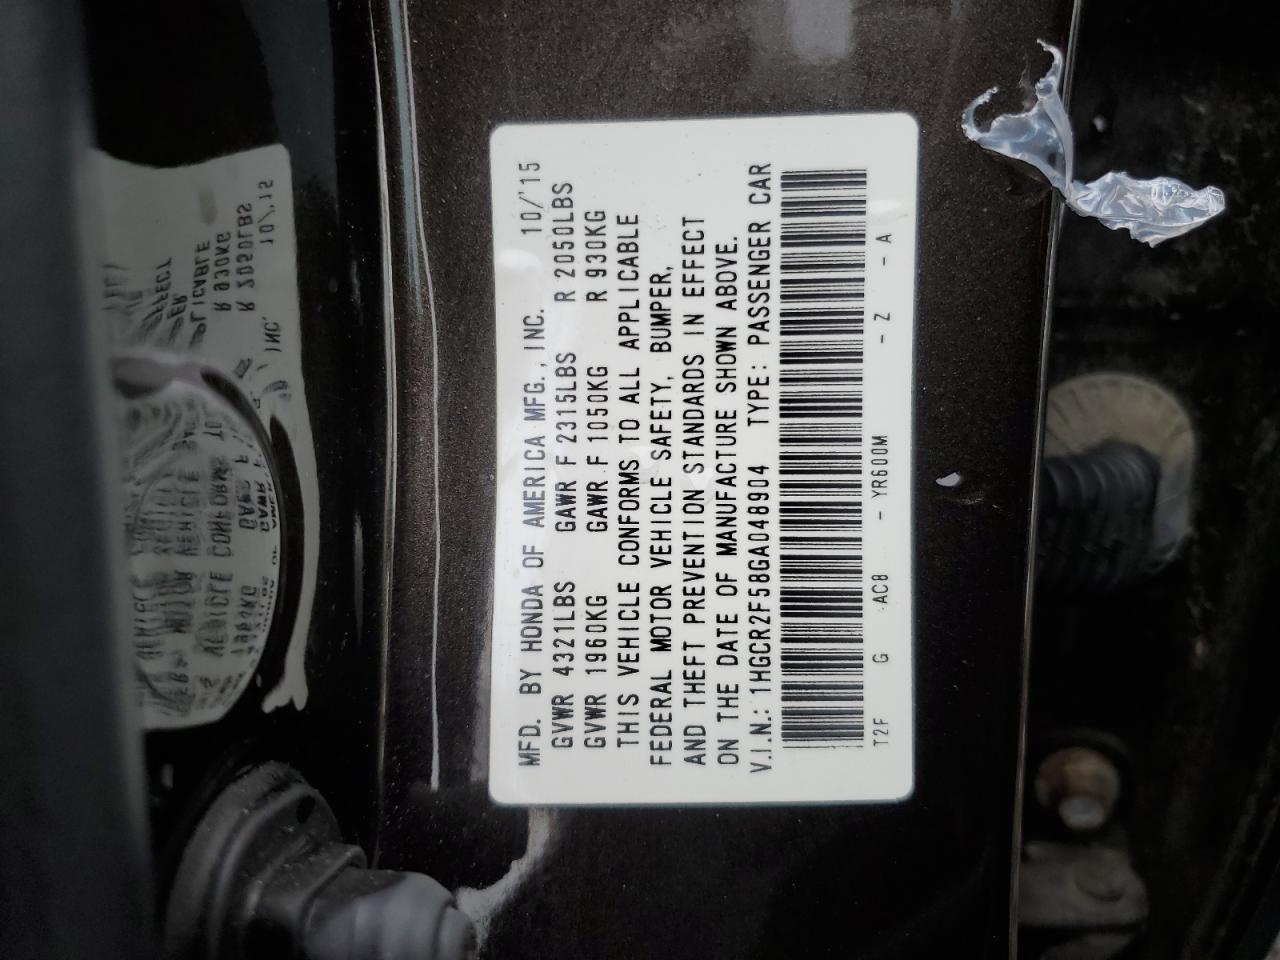 MFD. BY HONDA OF AMERICA MFG., INC. 10/'15
GVWR 4321LBS GAWR F 2315LBS R 2050LBS
GVWR 1960KG GAWR F 1050KG R 930KG
THIS VEHICLE CONFORMS TO ALL APPLICABLE
FEDERAL MOTOR VEHICLE SAFETY, BUMPER,
AND THEFT PREVENTION STANDARDS IN EFFECT
ON THE DATE OF MANUFACTURE SHOWN ABOVE.
V.I.N.: 1HGCR2F58GA048904 TYPE: PASSENGER CAR
T2F G AC8 - YR600M - Z - A